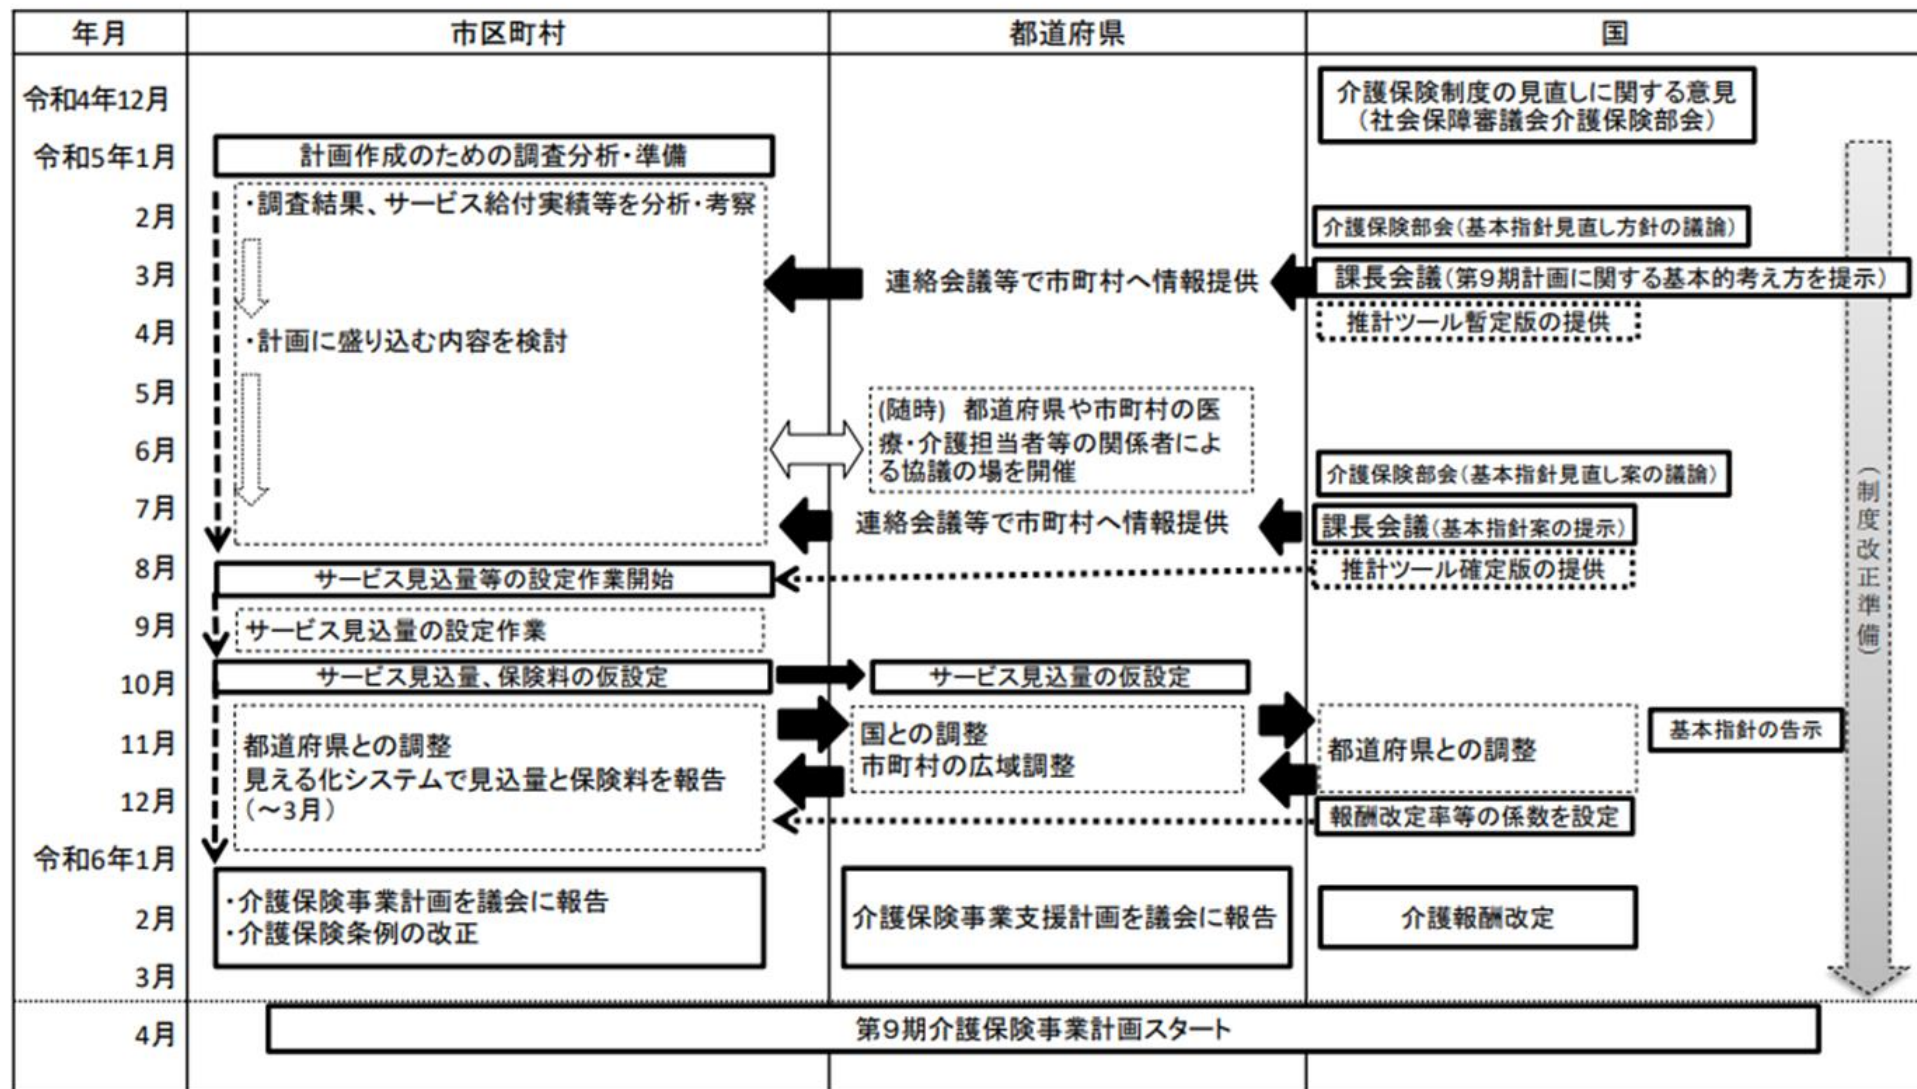 年月
市区町村
都道府県
国
令和4年12月
介護保険制度の見直しに関する意見
（社会保障審議会介護保険部会）
令和5年1月
計画作成のための調査分析・準備
・調査結果、サービス給付実績等を分析・考察
2月
介護保険部会（基本指針見直し方針の議論）
3月
連絡会議等で市町村へ情報提供
課長会議（第９期計画に関する基本的考え方を提示）
推計ツール暫定版の提供
4月
・計画に盛り込む内容を検討
5月
(随時)　都道府県や市町村の医
療・介護担当者等の関係者によ
る協議の場を開催
6月
介護保険部会（基本指針見直し案の議論）
7月
連絡会議等で市町村へ情報提供
課長会議（基本指針案の提示）
（制度改正準備）
8月
サービス見込量等の設定作業開始
推計ツール確定版の提供
9月
サービス見込量の設定作業
10月
サービス見込量、保険料の仮設定
サービス見込量の仮設定
11月
都道府県との調整
見える化システムで見込量と保険料を報告
（～3月）
国との調整
市町村の広域調整
都道府県との調整
基本指針の告示
12月
報酬改定率等の係数を設定
令和6年1月
・介護保険事業計画を議会に報告
・介護保険条例の改正
2月
介護保険事業支援計画を議会に報告
介護報酬改定
3月
4月
第９期介護保険事業計画スタート